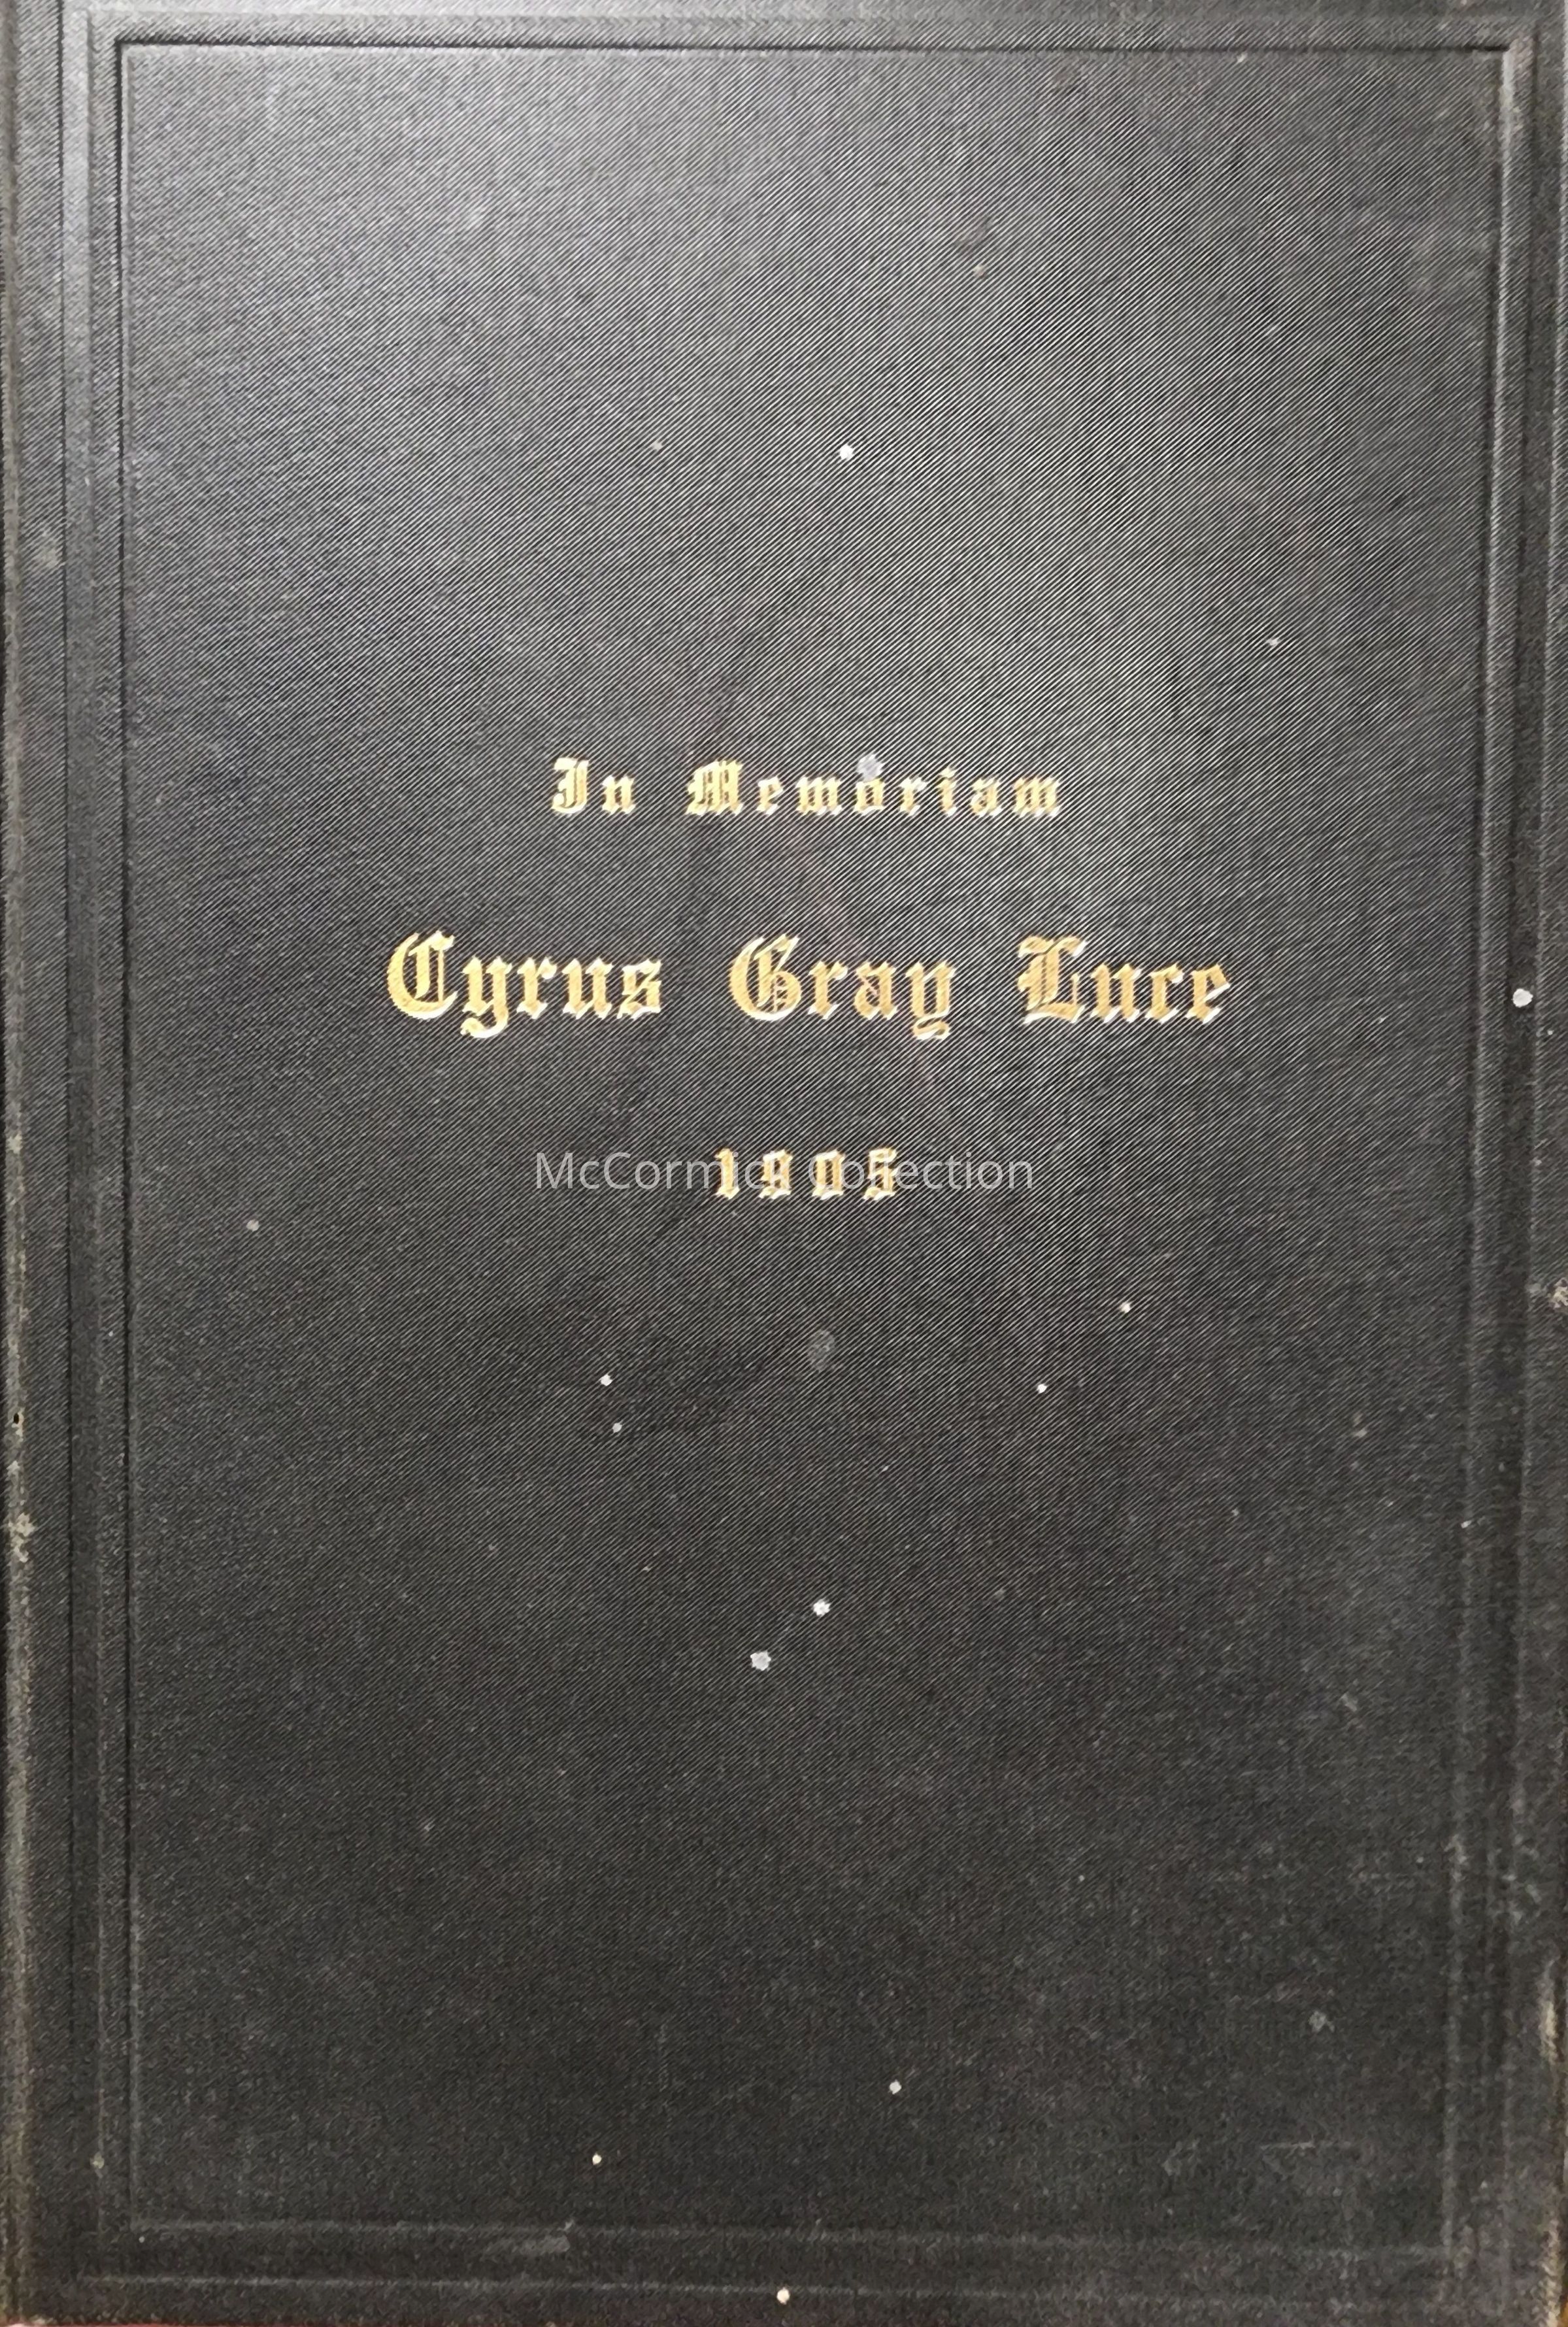 In Memoriam
Cyrus Gray Luce
1905
McCormick Collection